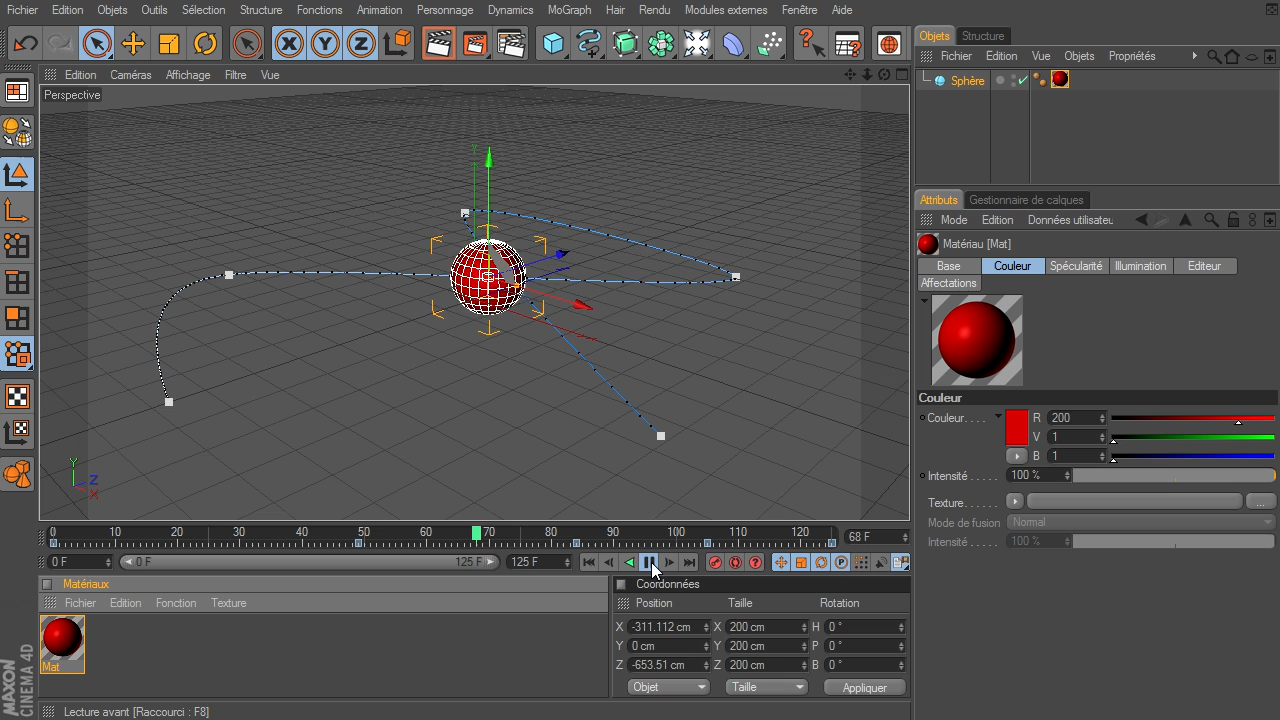 Fichier Edition Objets Outils Sélection Structure Fonctions Animation Personnage Dynamics MoGraph Hair Rendu Modules externes Fenêtre Aide
Edition Caméras Affichage Filtre Vue
Perspective
Y
Y
Z
X
0 10 20 30 40 50 60 70 80 90 100 110 120
68 F
0 F
0 F
125 F
125 F
Matériaux
Fichier Edition Fonction Texture
Mat
MAXON
CINEMA 4D
Coordonnées
Position Taille Rotation
X -311.112 cm X 200 cm H 0 °
Y 0 cm Y 200 cm P 0 °
Z -653.51 cm Z 200 cm B 0 °
Objet Taille Appliquer
Lecture avant [Raccourci : F8]
Objets Structure
Fichier Edition Vue Objets Propriétés
Sphère
Attributs Gestionnaire de calques
Mode Edition Données utilisateu
Matériau [Mat]
Base Couleur Spécularité Illumination Editeur
Affectations
Couleur
Couleur. . . . R 200
V 1
B 1
Intensité . . . . . 100 %
Texture. . . . . ...
Mode de fusion Normal
Intensité . . . . . 100 %